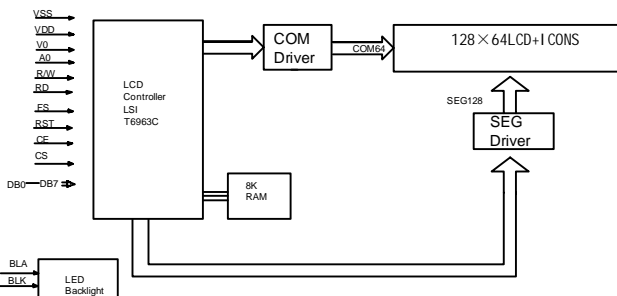 VSS
VDD
V0
A0
R/W
RD
FS
RST
CE
CS
DB0 DB7
LCD
Controller
LSI
T6963C
COM
Driver
COM64
128×64LCD+ICONS
SEG128
SEG
Driver
8K
RAM
BLA
BLK
LED
Backlight